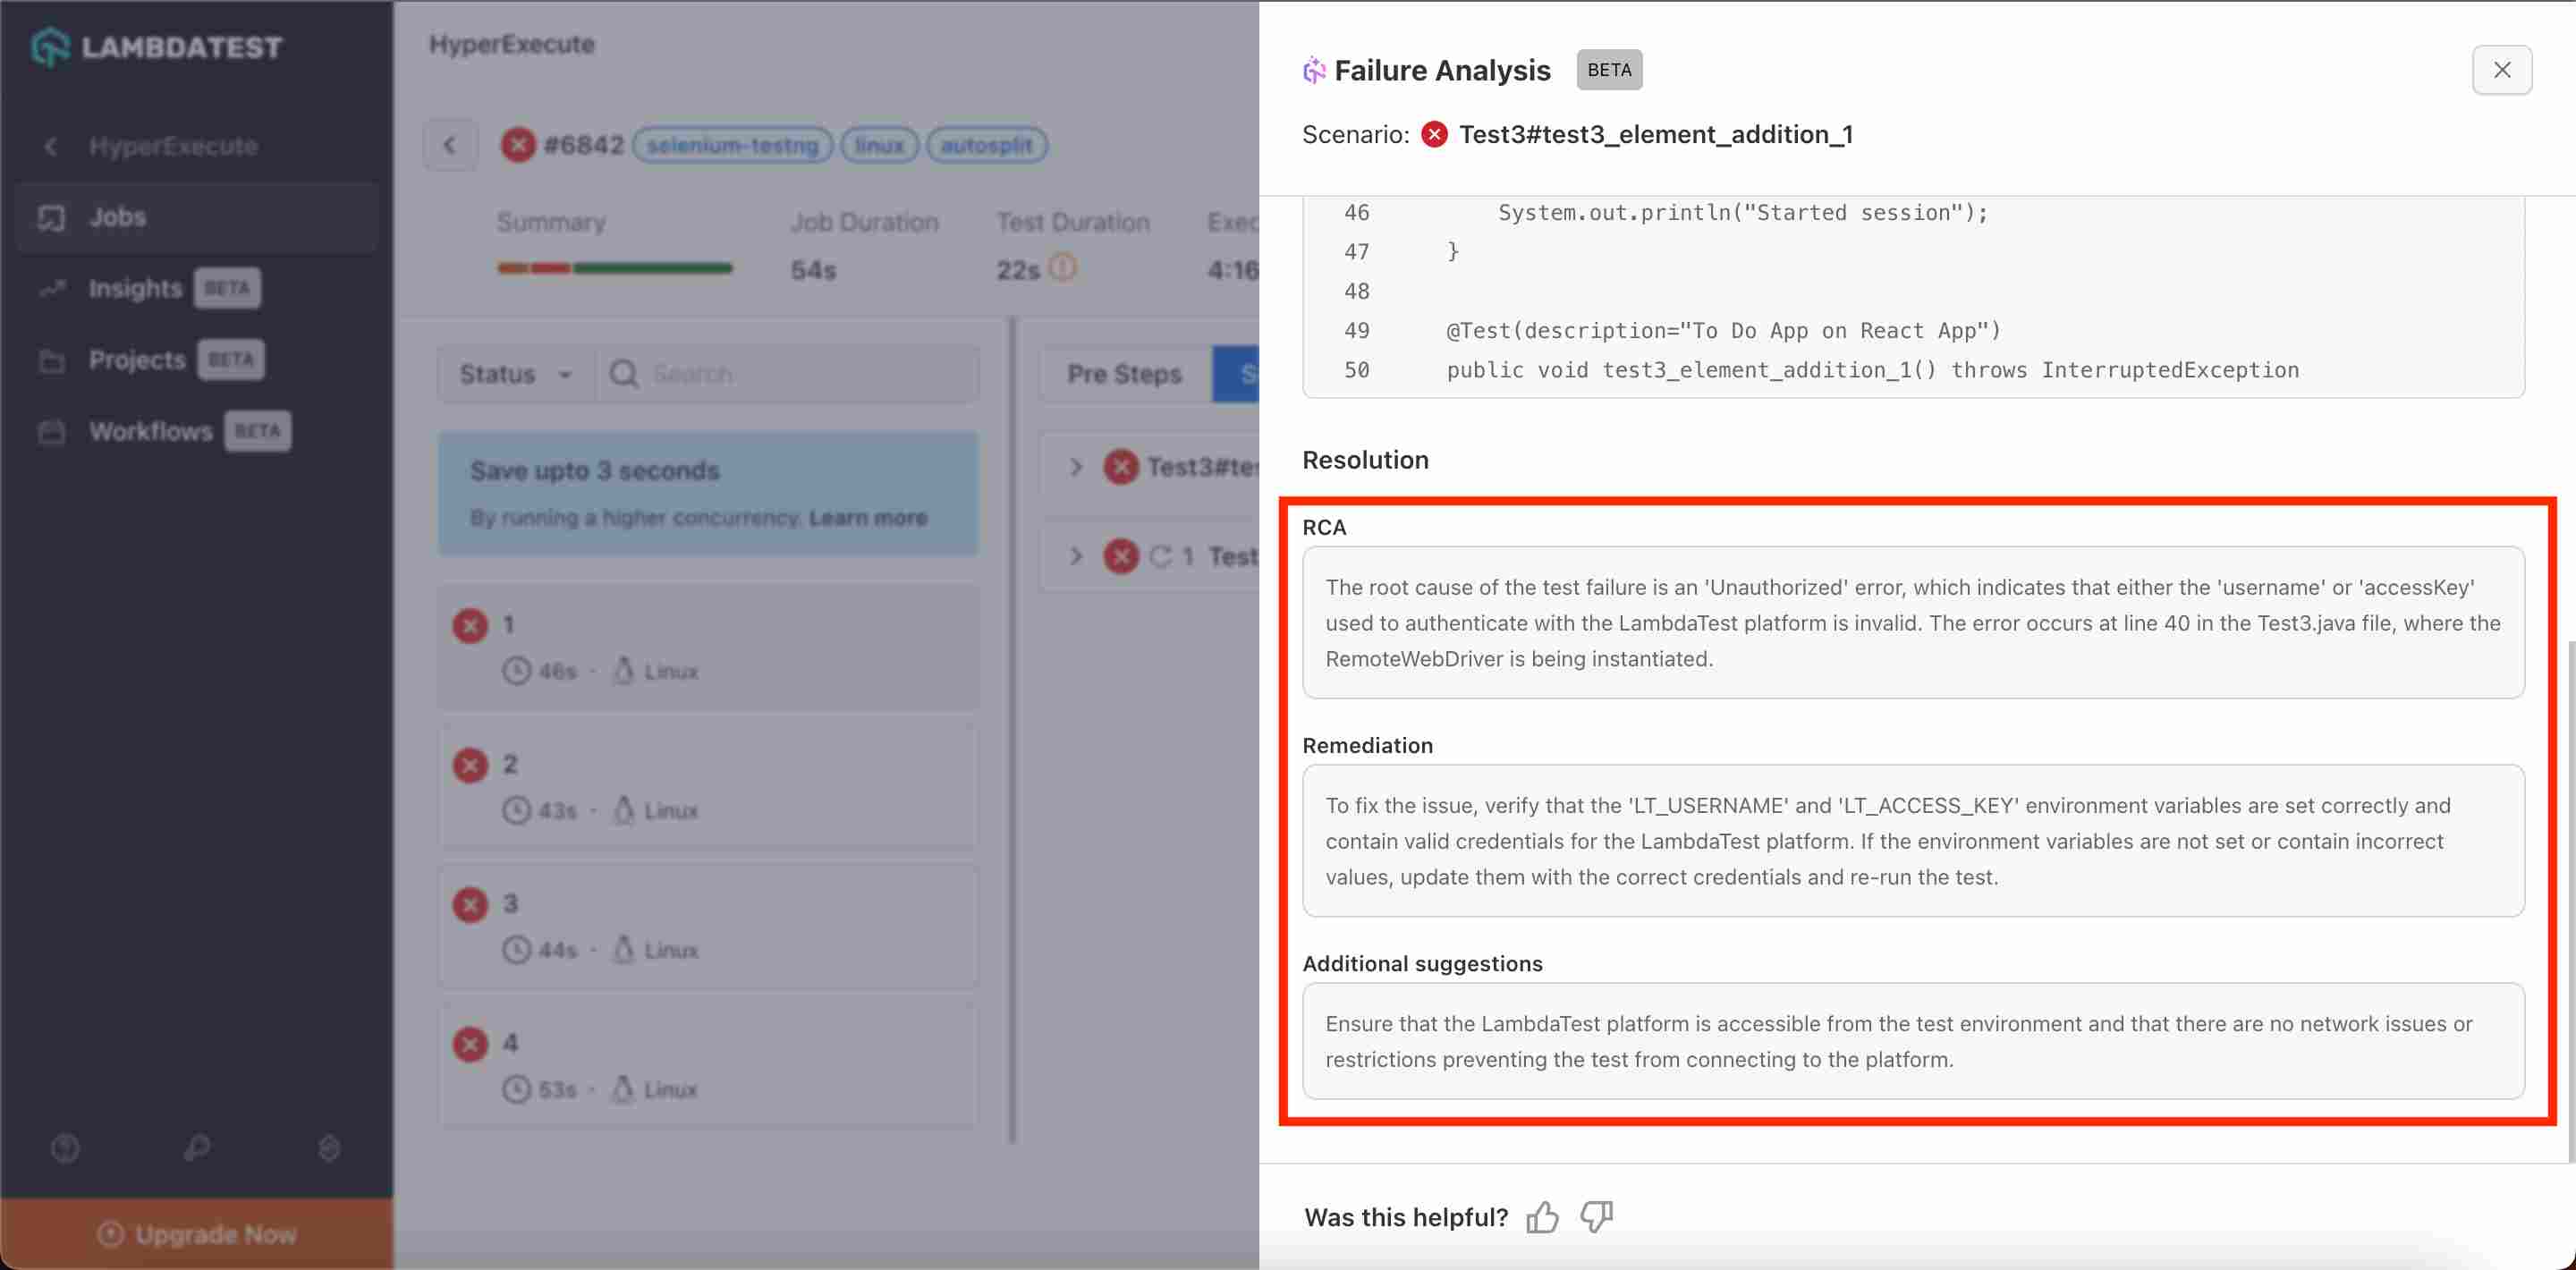 LAMBDATEST
HyperExecute
Jobs
Insights BETA
Projects BETA
Workflows BETA
Upgrade Now
HyperExecute
#6842 selenium-testng linux autosplit
Summary Job Duration Test Duration Exec
54s 22s 4:16
Status Search
Save upto 3 seconds
By running a higher concurrency. Learn more
1
46s · Linux
2
43s · Linux
3
44s · Linux
4
53s · Linux
Pre Steps S
Test3#tes
1 Test
Failure Analysis BETA
Scenario: Test3#test3_element_addition_1
46 System.out.println("Started session");
47 }
48
49 @Test(description="To Do App on React App")
50 public void test3_element_addition_1() throws InterruptedException
Resolution
RCA
The root cause of the test failure is an 'Unauthorized' error, which indicates that either the 'username' or 'accessKey'
used to authenticate with the LambdaTest platform is invalid. The error occurs at line 40 in the Test3.java file, where the
RemoteWebDriver is being instantiated.
Remediation
To fix the issue, verify that the 'LT_USERNAME' and 'LT_ACCESS_KEY' environment variables are set correctly and
contain valid credentials for the LambdaTest platform. If the environment variables are not set or contain incorrect
values, update them with the correct credentials and re-run the test.
Additional suggestions
Ensure that the LambdaTest platform is accessible from the test environment and that there are no network issues or
restrictions preventing the test from connecting to the platform.
Was this helpful?